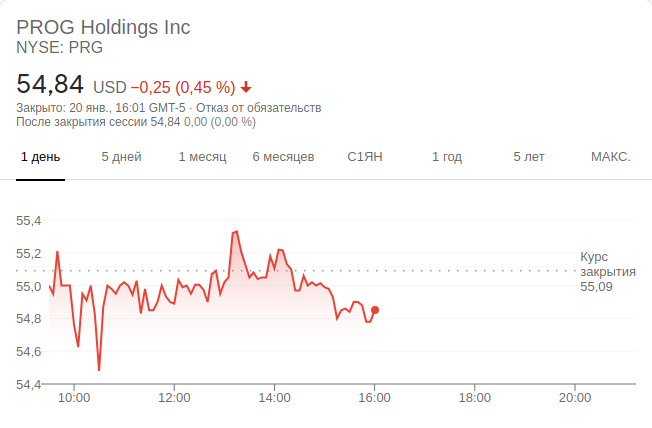 PROG Holdings Inc
NYSE: PRG
54,84 USD −0,25 (0,45 %)
Закрыто: 20 янв., 16:01 GMT-5 · Отказ от обязательств
После закрытия сессии 54,84 0,00 (0,00 %)
1 день 5 дней 1 месяц 6 месяцев С1ЯН 1 год 5 лет МАКС.
55,4
55,2
Курс
закрытия
55,09
55,0
54,8
54,6
54,4
10:00 12:00 14:00 16:00 18:00 20:00